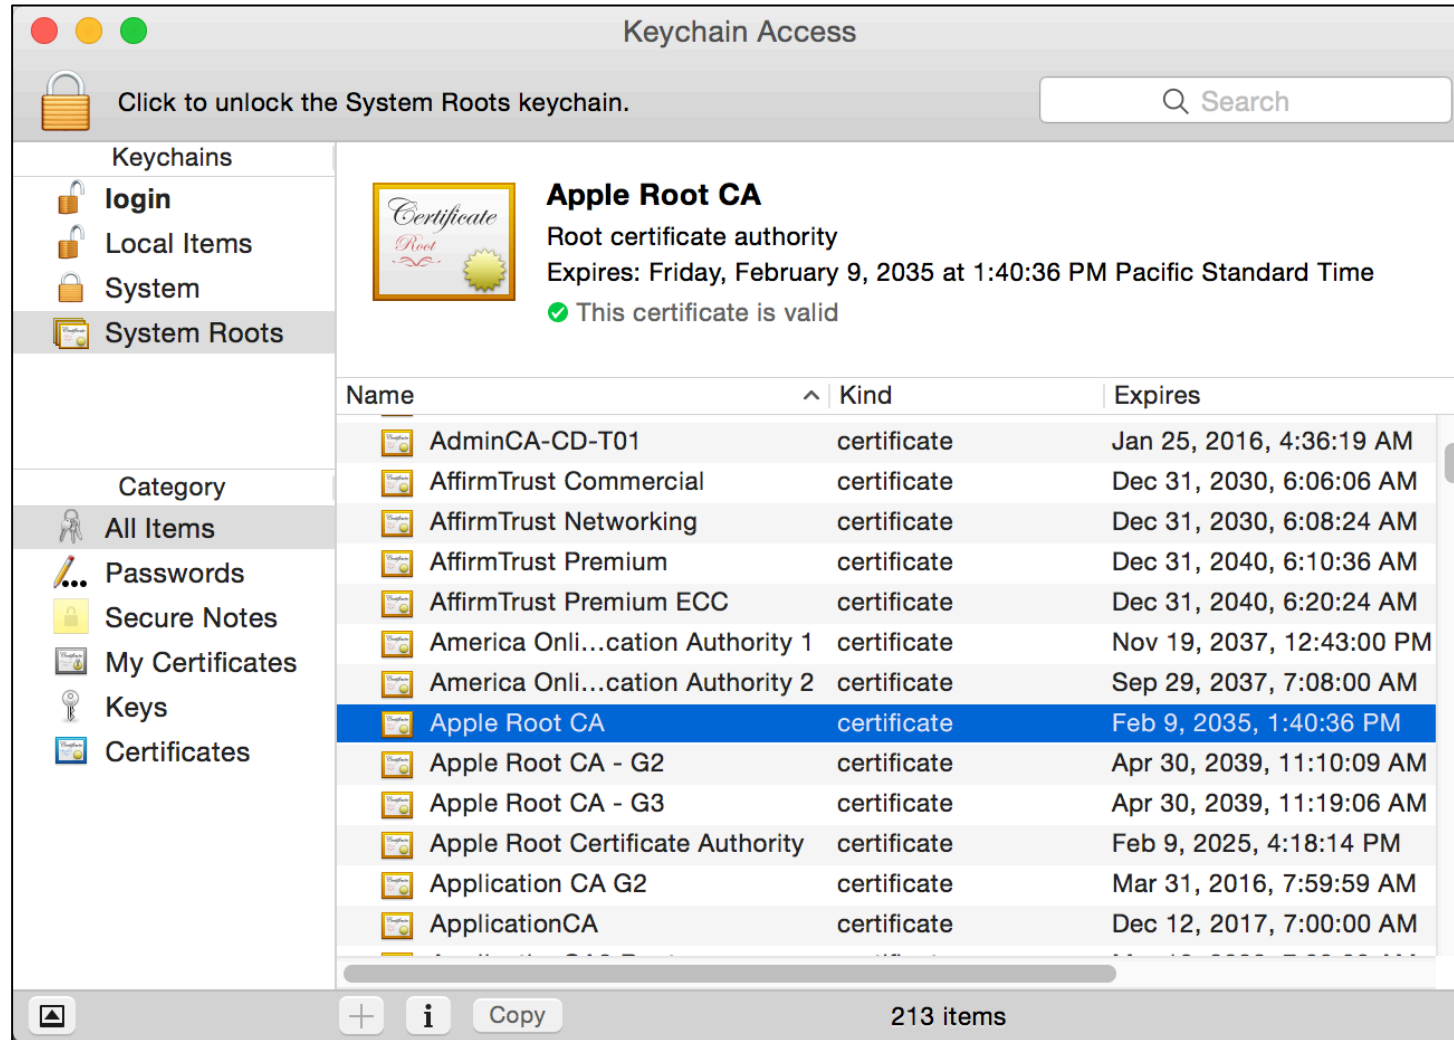 Keychain Access
Click to unlock the System Roots keychain.
Search
Keychains
login
Local Items
System
System Roots
Category
All Items
Passwords
Secure Notes
My Certificates
Keys
Certificates
Certificate
Root
Apple Root CA
Root certificate authority
Expires: Friday, February 9, 2035 at 1:40:36 PM Pacific Standard Time
This certificate is valid
Name Kind Expires
AdminCA-CD-T01 certificate Jan 25, 2016, 4:36:19 AM
AffirmTrust Commercial certificate Dec 31, 2030, 6:06:06 AM
AffirmTrust Networking certificate Dec 31, 2030, 6:08:24 AM
AffirmTrust Premium certificate Dec 31, 2040, 6:10:36 AM
AffirmTrust Premium ECC certificate Dec 31, 2040, 6:20:24 AM
America Onli...cation Authority 1 certificate Nov 19, 2037, 12:43:00 PM
America Onli...cation Authority 2 certificate Sep 29, 2037, 7:08:00 AM
Apple Root CA certificate Feb 9, 2035, 1:40:36 PM
Apple Root CA - G2 certificate Apr 30, 2039, 11:10:09 AM
Apple Root CA - G3 certificate Apr 30, 2039, 11:19:06 AM
Apple Root Certificate Authority certificate Feb 9, 2025, 4:18:14 PM
Application CA G2 certificate Mar 31, 2016, 7:59:59 AM
ApplicationCA certificate Dec 12, 2017, 7:00:00 AM
Copy
213 items